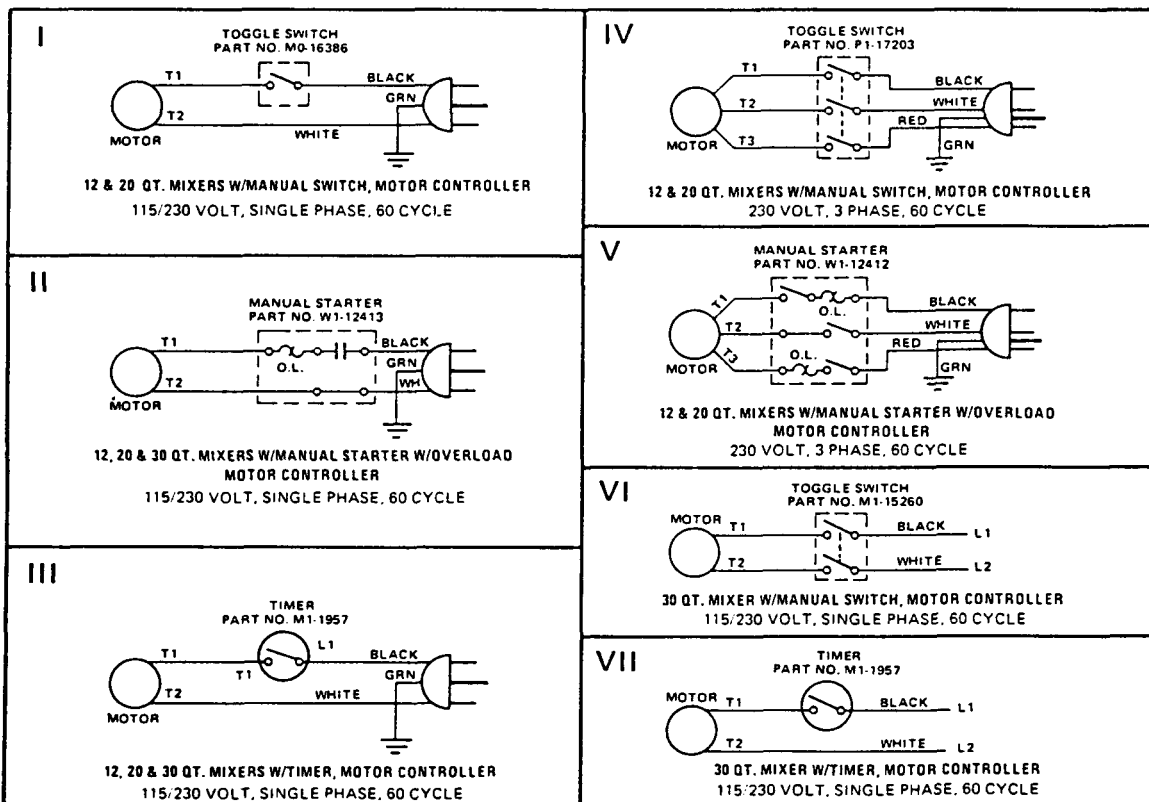 I
TOGGLE SWITCH
PART NO. M0-16386
T1
BLACK
GRN
T2
WHITE
MOTOR
12 & 20 QT. MIXERS W/MANUAL SWITCH, MOTOR CONTROLLER
115/230 VOLT, SINGLE PHASE, 60 CYCLE
II
MANUAL STARTER
PART NO. W1-12413
T1
BLACK
O.L.
GRN
T2
WH
MOTOR
12, 20 & 30 QT. MIXERS W/MANUAL STARTER W/OVERLOAD
MOTOR CONTROLLER
115/230 VOLT, SINGLE PHASE, 60 CYCLE
III
TIMER
PART NO. M1-1957
L1
T1
BLACK
T1
GRN
T2
WHITE
MOTOR
12, 20 & 30 QT. MIXERS W/TIMER, MOTOR CONTROLLER
115/230 VOLT, SINGLE PHASE, 60 CYCLE
IV
TOGGLE SWITCH
PART NO. P1-17203
T1
BLACK
T2
WHITE
RED
T3
MOTOR
GRN
12 & 20 QT. MIXERS W/MANUAL SWITCH, MOTOR CONTROLLER
230 VOLT, 3 PHASE, 60 CYCLE
V
MANUAL STARTER
PART NO. W1-12412
T1
BLACK
O.L.
T2
WHITE
RED
T3
O.L.
MOTOR
GRN
12 & 20 QT. MIXERS W/MANUAL STARTER W/OVERLOAD
MOTOR CONTROLLER
230 VOLT, 3 PHASE, 60 CYCLE
VI
TOGGLE SWITCH
PART NO. M1-15260
MOTOR
T1
BLACK
L1
T2
WHITE
L2
30 QT. MIXER W/MANUAL SWITCH, MOTOR CONTROLLER
115/230 VOLT, SINGLE PHASE, 60 CYCLE
VII
TIMER
PART NO. M1-1957
MOTOR
T1
BLACK
L1
T2
WHITE
L2
30 QT. MIXER W/TIMER, MOTOR CONTROLLER
115/230 VOLT, SINGLE PHASE, 60 CYCLE